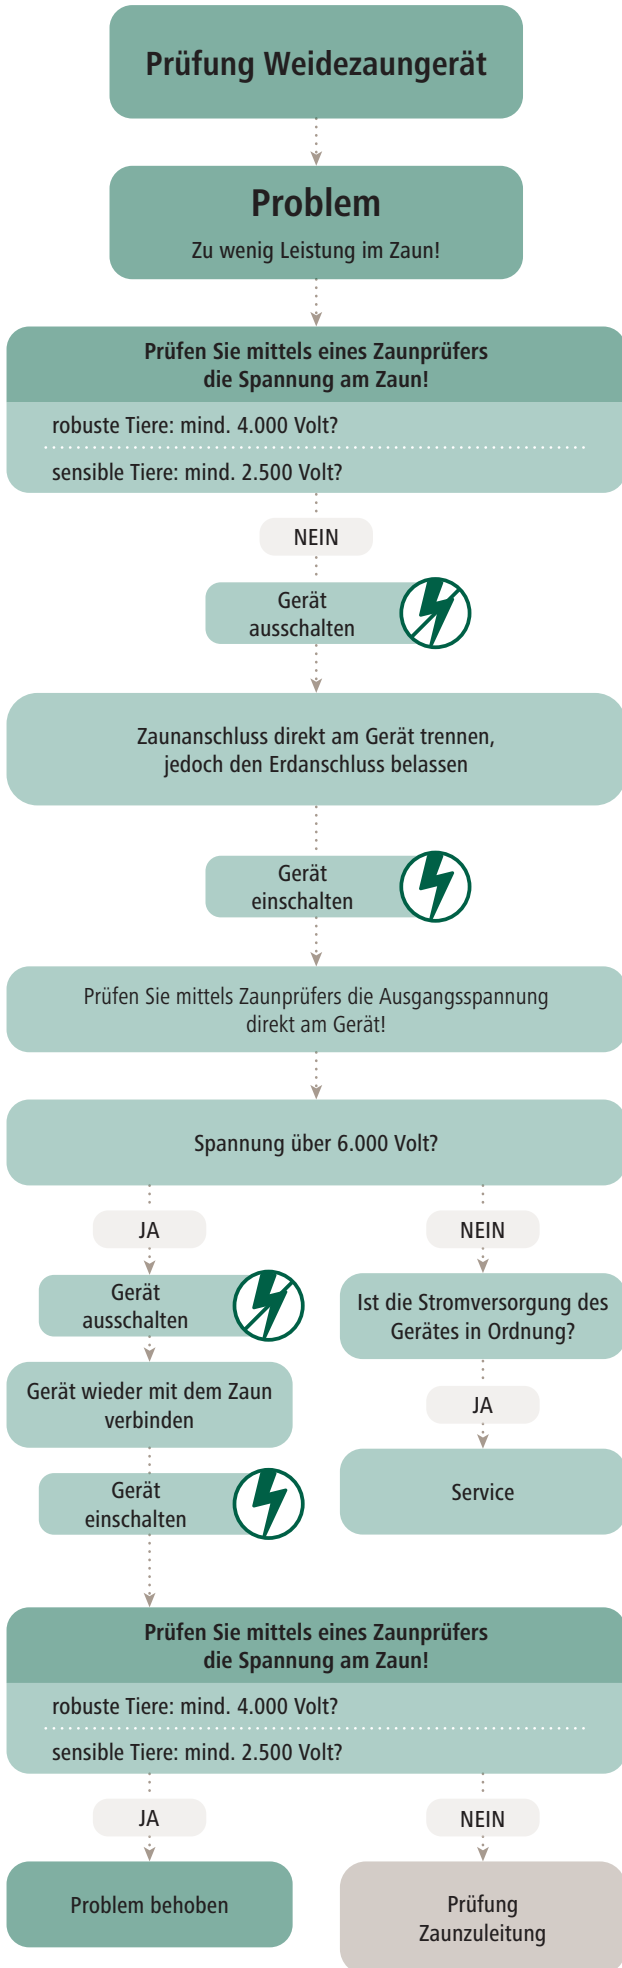 Prüfung Weidezaungerät
Problem
Zu wenig Leistung im Zaun!
Prüfen Sie mittels eines Zaunprüfers
die Spannung am Zaun!
robuste Tiere: mind. 4.000 Volt?
sensible Tiere: mind. 2.500 Volt?
NEIN
Gerät
ausschalten
Zaunanschluss direkt am Gerät trennen,
jedoch den Erdanschluss belassen
Gerät
einschalten
Prüfen Sie mittels Zaunprüfers die Ausgangsspannung
direkt am Gerät!
Spannung über 6.000 Volt?
JA
Gerät
ausschalten
Gerät wieder mit dem Zaun
verbinden
Gerät
einschalten
NEIN
Ist die Stromversorgung des
Gerätes in Ordnung?
JA
Service
Prüfen Sie mittels eines Zaunprüfers
die Spannung am Zaun!
robuste Tiere: mind. 4.000 Volt?
sensible Tiere: mind. 2.500 Volt?
JA
Problem behoben
NEIN
Prüfung
Zaunzuleitung